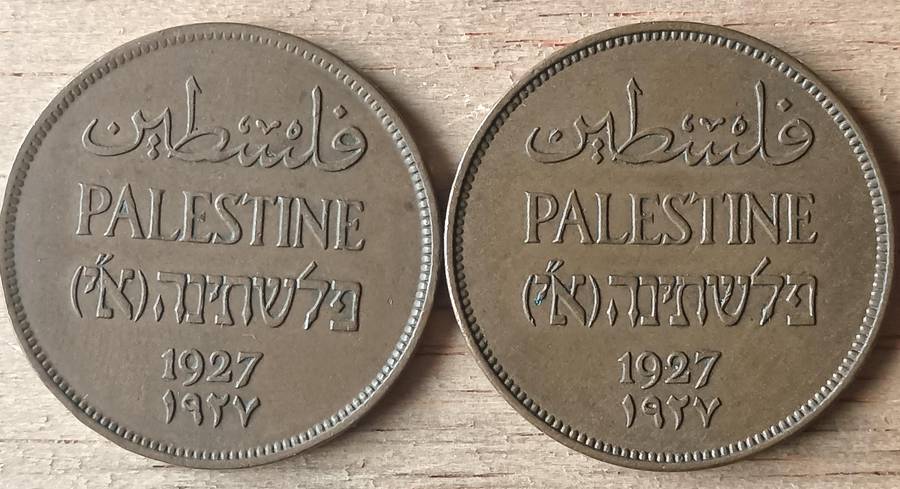 فلسطين
PALESTINE
פלשתינה (א״י)
1927
١٩٢٧
فلسطين
PALESTINE
פלשתינה (א״י)
1927
١٩٢٧